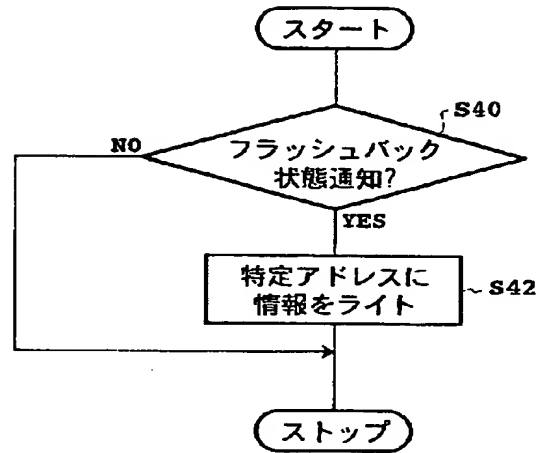 スタート
S40
NO
フラッシュバック
状態通知?
YES
特定アドレスに
情報をライト
S42
ストップ